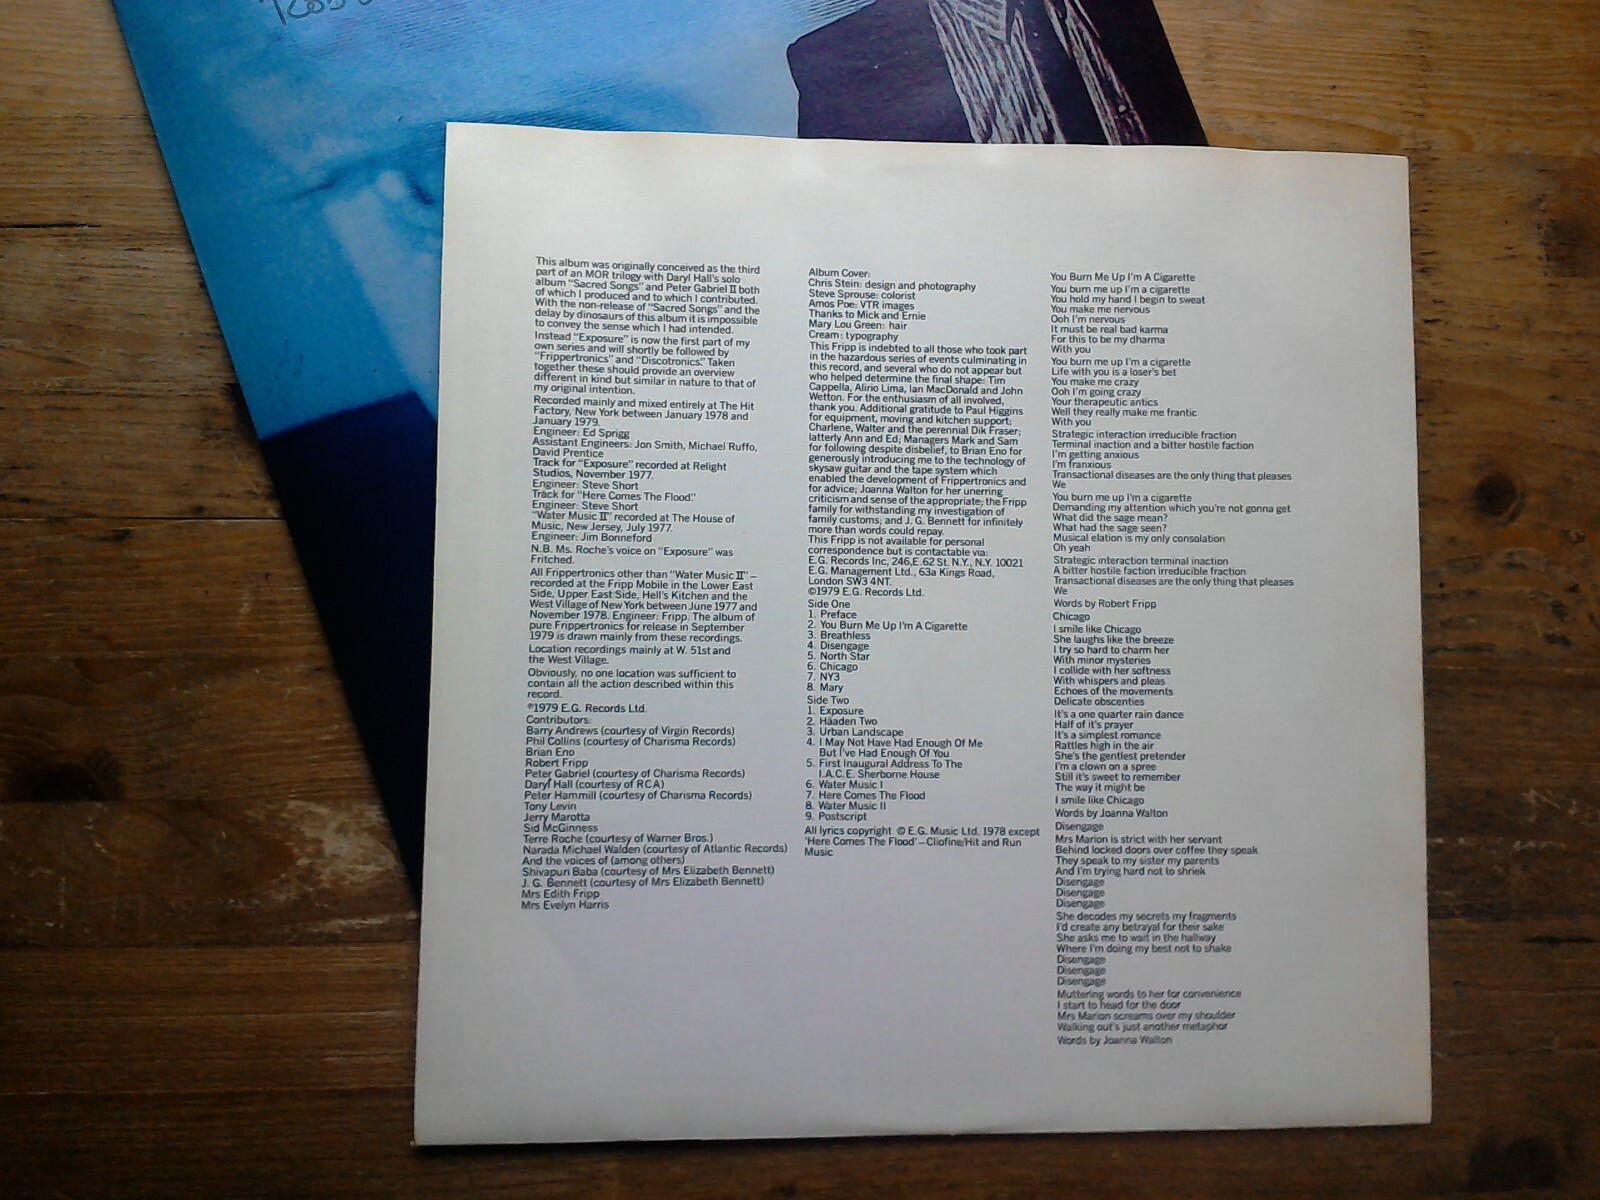 This album was originally conceived as the third
part of an MOR trilogy with Daryl Hall's solo
album "Sacred Songs" and Peter Gabriel II both
of which I produced and to which I contributed.
With the non-release of "Sacred Songs" and the
delay by dinosaurs of this album it is impossible
to convey the sense which I had intended.
Instead "Exposure" is now the first part of my
own series and will shortly be followed by
"Frippertronics" and "Discotronics." Taken
together these should provide an overview
different in kind but similar in nature to that of
my original intention.
Recorded mainly and mixed entirely at The Hit
Factory, New York between January 1978 and
January 1979.
Engineer: Ed Sprigg
Assistant Engineers: Jon Smith, Michael Ruffo,
David Prentice
Track for "Exposure" recorded at Relight
Studios, November 1977.
Engineer: Steve Short
Track for "Here Comes The Flood."
Engineer: Steve Short
"Water Music II" recorded at The House of
Music, New Jersey, July 1977.
Engineer: Jim Bonneford
N.B. Ms. Roche's voice on "Exposure" was
Fritched.
All Frippertronics other than "Water Music II" –
recorded at the Fripp Mobile in the Lower East
Side, Upper East Side, Hell's Kitchen and the
West Village of New York between June 1977 and
November 1978. Engineer: Fripp. The album of
pure Frippertronics for release in September
1979 is drawn mainly from these recordings.
Location recordings mainly at W. 51st and
the West Village.
Obviously, no one location was sufficient to
contain all the action described within this
record.
℗1979 E.G. Records Ltd.
Contributors:
Barry Andrews (courtesy of Virgin Records)
Phil Collins (courtesy of Charisma Records)
Brian Eno
Robert Fripp
Peter Gabriel (courtesy of Charisma Records)
Daryl Hall (courtesy of RCA)
Peter Hammill (courtesy of Charisma Records)
Tony Levin
Jerry Marotta
Sid McGinness
Terre Roche (courtesy of Warner Bros.)
Narada Michael Walden (courtesy of Atlantic Records)
And the voices of (among others)
Shivapuri Baba (courtesy of Mrs Elizabeth Bennett)
J. G. Bennett (courtesy of Mrs Elizabeth Bennett)
Mrs Edith Fripp
Mrs Evelyn Harris
Album Cover:
Chris Stein: design and photography
Steve Sprouse: colorist
Amos Poe: VTR images
Thanks to Mick and Ernie
Mary Lou Green: hair
Cream: typography
This Fripp is indebted to all those who took part
in the hazardous series of events culminating in
this record, and several who do not appear but
who helped determine the final shape: Tim
Cappella, Alirio Lima, Ian MacDonald and John
Wetton. For the enthusiasm of all involved,
thank you. Additional gratitude to Paul Higgins
for equipment, moving and kitchen support;
Charlene, Walter and the perennial Dik Fraser;
latterly Ann and Ed; Managers Mark and Sam
for following despite disbelief, to Brian Eno for
generously introducing me to the technology of
skysaw guitar and the tape system which
enabled the development of Frippertronics and
for advice; Joanna Walton for her unerring
criticism and sense of the appropriate; the Fripp
family for withstanding my investigation of
family customs; and J. G. Bennett for infinitely
more than words could repay.
This Fripp is not available for personal
correspondence but is contactable via:
E.G. Records Inc, 246,E.62 St. N.Y., N.Y. 10021
E.G. Management Ltd., 63a Kings Road,
London SW3 4NT.
©1979 E.G. Records Ltd.
Side One
1. Preface
2. You Burn Me Up I'm A Cigarette
3. Breathless
4. Disengage
5. North Star
6. Chicago
7. NY3
8. Mary
Side Two
1. Exposure
2. Häaden Two
3. Urban Landscape
4. I May Not Have Had Enough Of Me
But I've Had Enough Of You
5. First Inaugural Address To The
I.A.C.E. Sherborne House
6. Water Music I
7. Here Comes The Flood
8. Water Music II
9. Postscript
All lyrics copyright © E.G. Music Ltd. 1978 except
'Here Comes The Flood' – Cliofine/Hit and Run
Music
You Burn Me Up I'm A Cigarette
You burn me up I'm a cigarette
You hold my hand I begin to sweat
You make me nervous
Ooh I'm nervous
It must be real bad karma
For this to be my dharma
With you
You burn me up I'm a cigarette
Life with you is a loser's bet
You make me crazy
Ooh I'm going crazy
Your therapeutic antics
Well they really make me frantic
With you
Strategic interaction irreducible fraction
Terminal inaction and a bitter hostile faction
I'm getting anxious
I'm franxious
Transactional diseases are the only thing that pleases
We
You burn me up I'm a cigarette
Demanding my attention which you're not gonna get
What did the sage mean?
What had the sage seen?
Musical elation is my only consolation
Oh yeah
Strategic interaction terminal inaction
A bitter hostile faction irreducible fraction
Transactional diseases are the only thing that pleases
We
Words by Robert Fripp
Chicago
I smile like Chicago
She laughs like the breeze
I try so hard to charm her
With minor mysteries
I collide with her softness
With whispers and pleas
Echoes of the movements
Delicate obscenties
It's a one quarter rain dance
Half of it's prayer
It's a simplest romance
Rattles high in the air
She's the gentlest pretender
I'm a clown on a spree
Still it's sweet to remember
The way it might be
I smile like Chicago
Words by Joanna Walton
Disengage
Mrs Marion is strict with her servant
Behind locked doors over coffee they speak
They speak to my sister my parents
And I'm trying hard not to shriek
Disengage
Disengage
Disengage
She decodes my secrets my fragments
I'd create any betrayal for their sake
She asks me to wait in the hallway
Where I'm doing my best not to shake
Disengage
Disengage
Disengage
Muttering words to her for convenience
I start to head for the door
Mrs Marion screams over my shoulder
Walking out's just another metaphor
Words by Joanna Walton